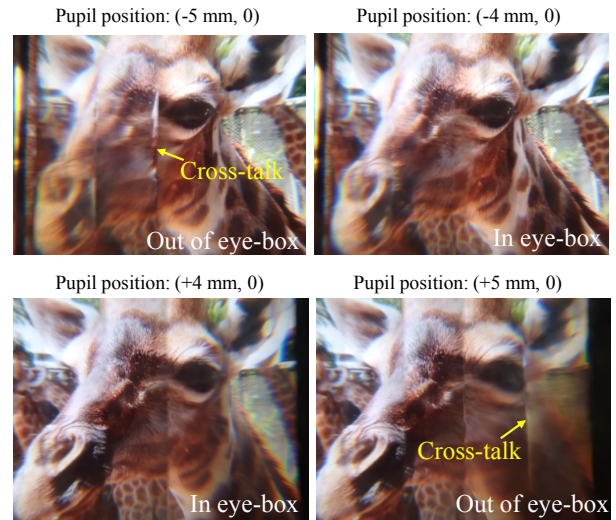 Pupil position: (-5 mm, 0)
Pupil position: (-4 mm, 0)
Cross-talk
Out of eye-box
In eye-box
Pupil position: (+4 mm, 0)
Pupil position: (+5 mm, 0)
Cross-talk
In eye-box
Out of eye-box